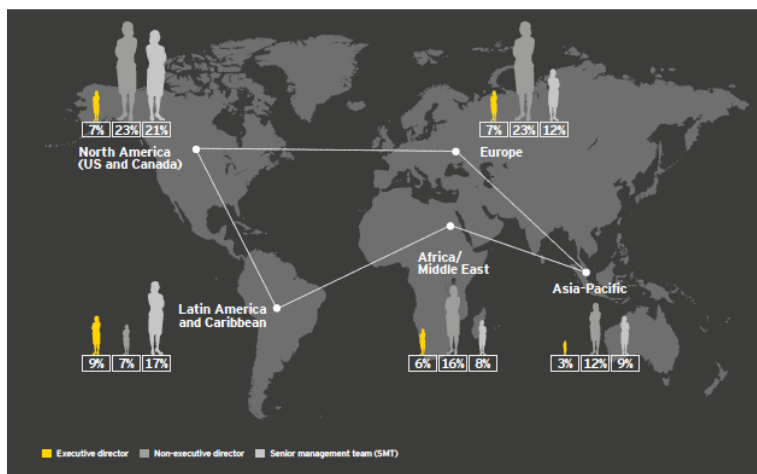 7% 23% 21%
North America
(US and Canada)
7% 23% 12%
Europe
Africa/
Middle East
Asia-Pacific
Latin America
and Caribbean
9% 7% 17%
6% 16% 8%
3% 12% 9%
Executive director Non-executive director Senior management team (SMT)